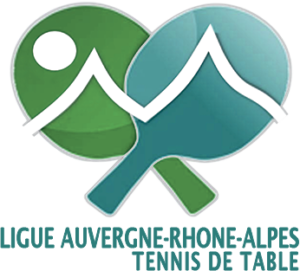 LIGUE AUVERGNE-RHONE-ALPES
TENNIS DE TABLE